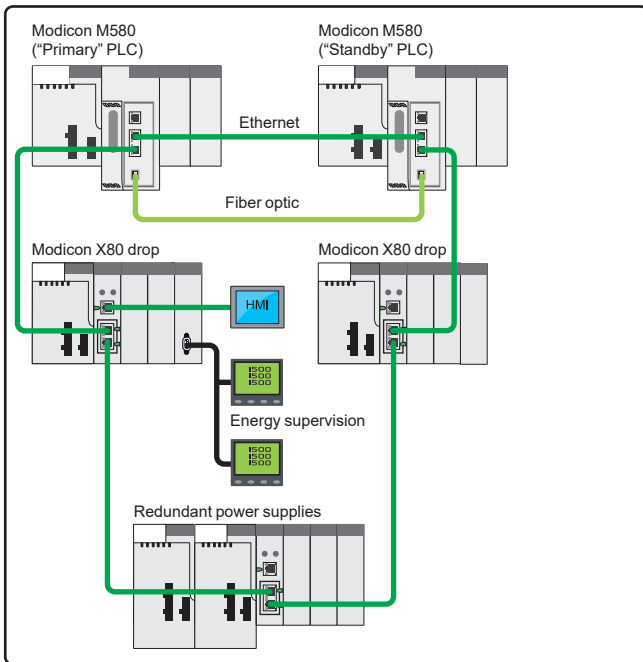 Modicon M580
("Primary" PLC)
Modicon M580
("Standby" PLC)
Ethernet
Fiber optic
Modicon X80 drop
Modicon X80 drop
HMI
1500
1500
1500
Energy supervision
1500
1500
1500
Redundant power supplies